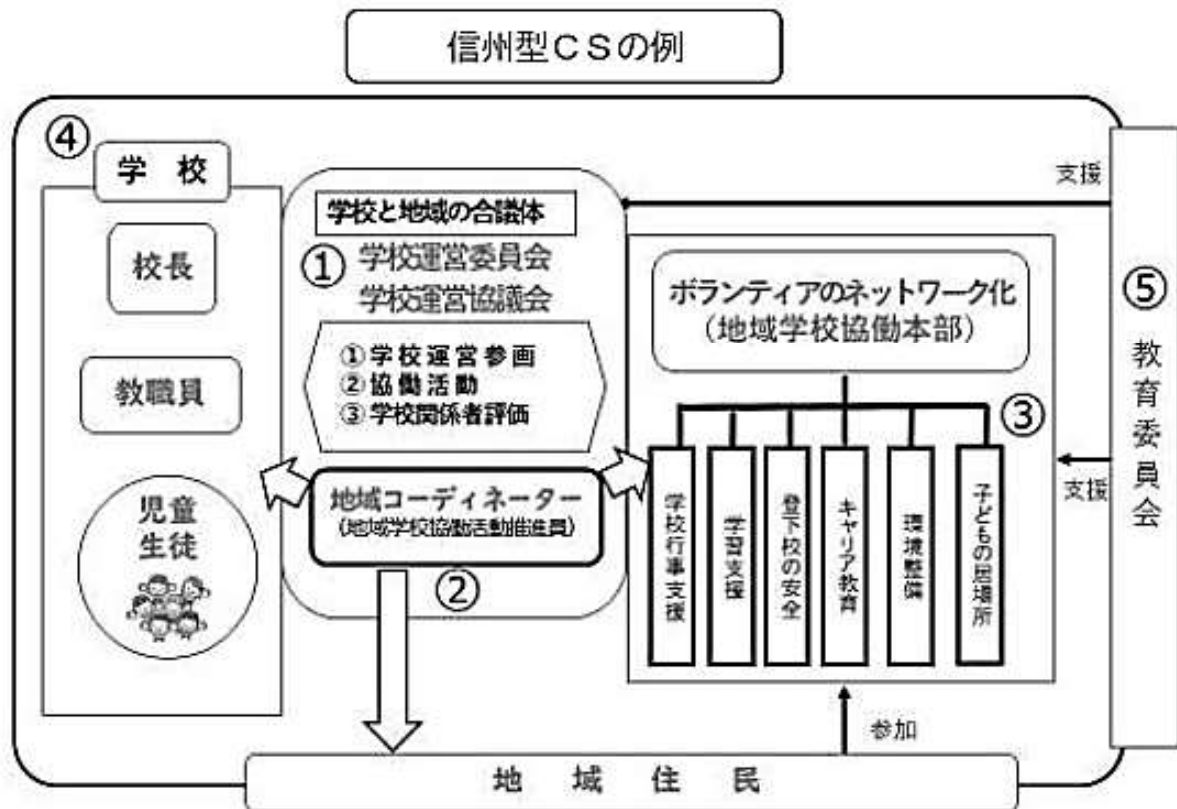 信州型CSの例
④
学校
校長
教職員
児童
生徒
学校と地域の合議体
①
学校運営委員会
学校運営協議会
①学校運営参画
②協働活動
③学校関係者評価
地域コーディネーター
(地域学校協働活動推進員)
②
支援
ボランティアのネットワーク化
(地域学校協働本部)
③
学校行事支援
学習支援
登下校の安全
キャリア教育
環境整備
子どもの居場所
支援
参加
⑤
教育委員会
地域住民